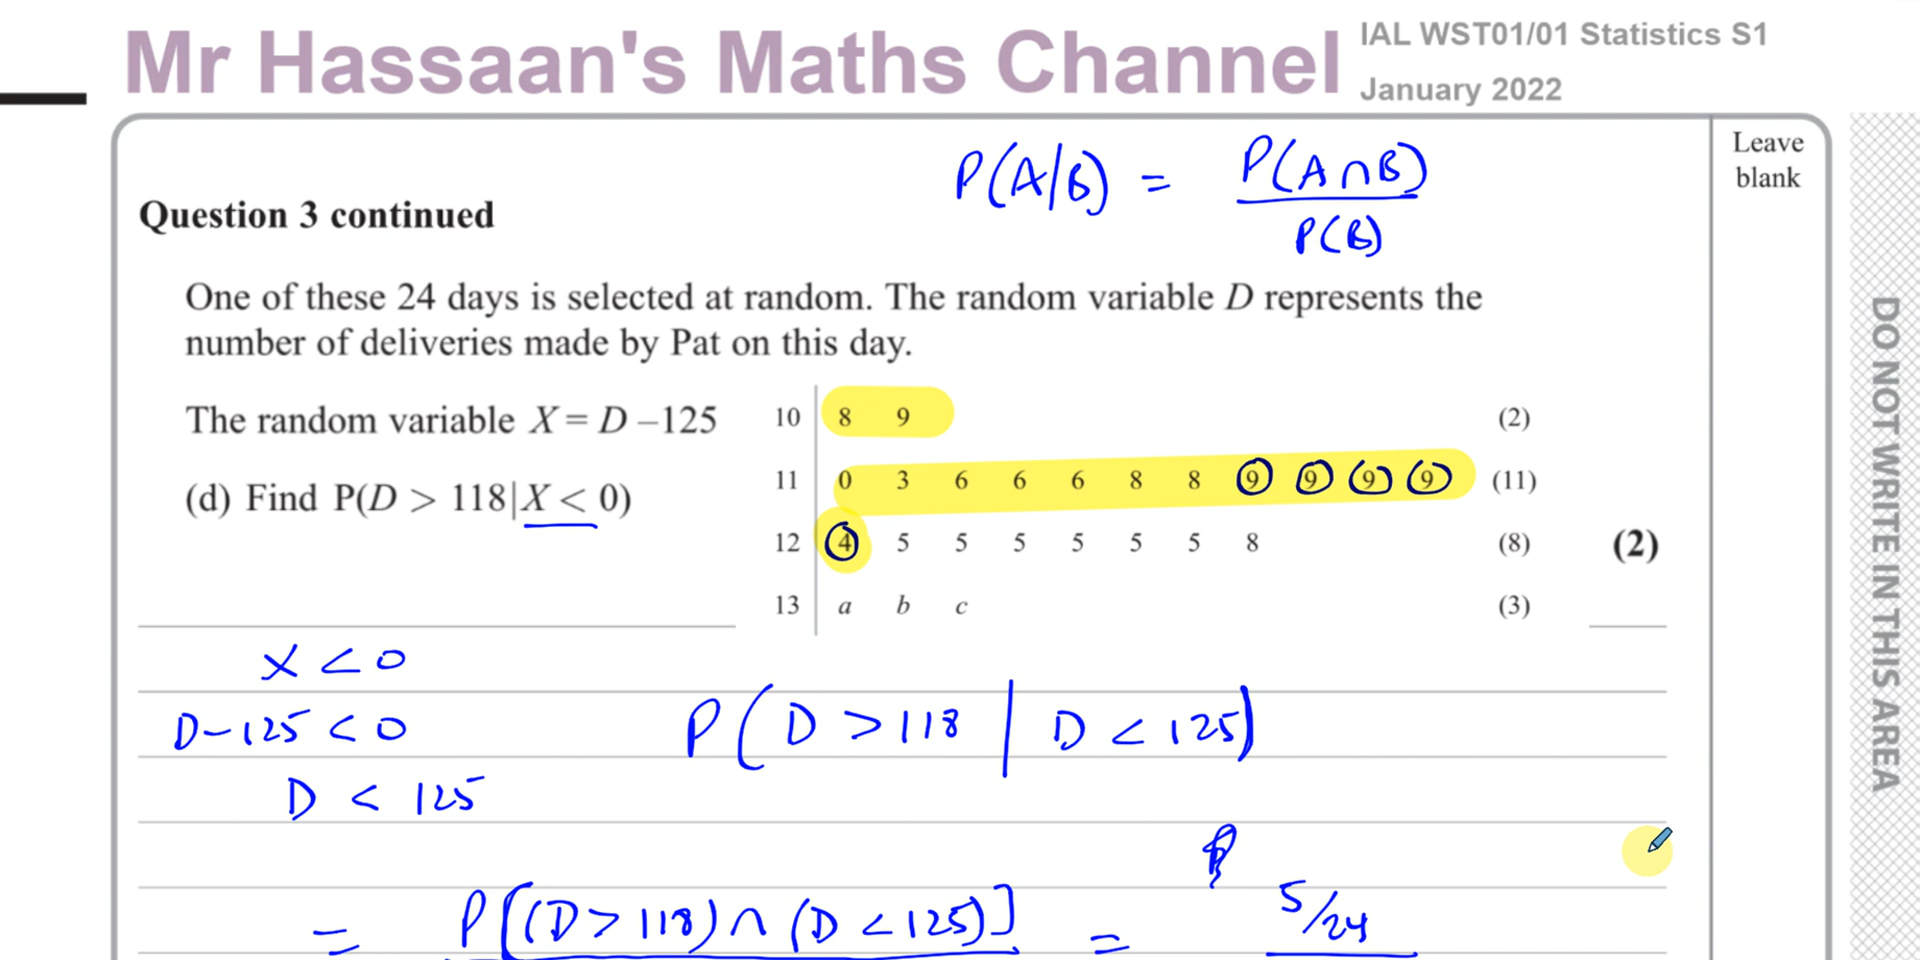 Mr Hassaan's Maths Channel
IAL WST01/01 Statistics S1
January 2022
Leave
blank
P(A/B) = P(A∩B)
P(B)
Question 3 continued
One of these 24 days is selected at random. The random variable D represents the
number of deliveries made by Pat on this day.
The random variable X = D –125
(d) Find P(D > 118|X < 0)
10 8 9 (2)
11 0 3 6 6 6 8 8 9 9 9 9 (11)
12 4 5 5 5 5 5 5 8 (8)
13 a b c (3)
(2)
X < 0
D-125 < 0
D < 125
P(D > 118 | D < 125)
= P[(D > 118) ∩ (D < 125)] = 5/24
DO NOT WRITE IN THIS AREA